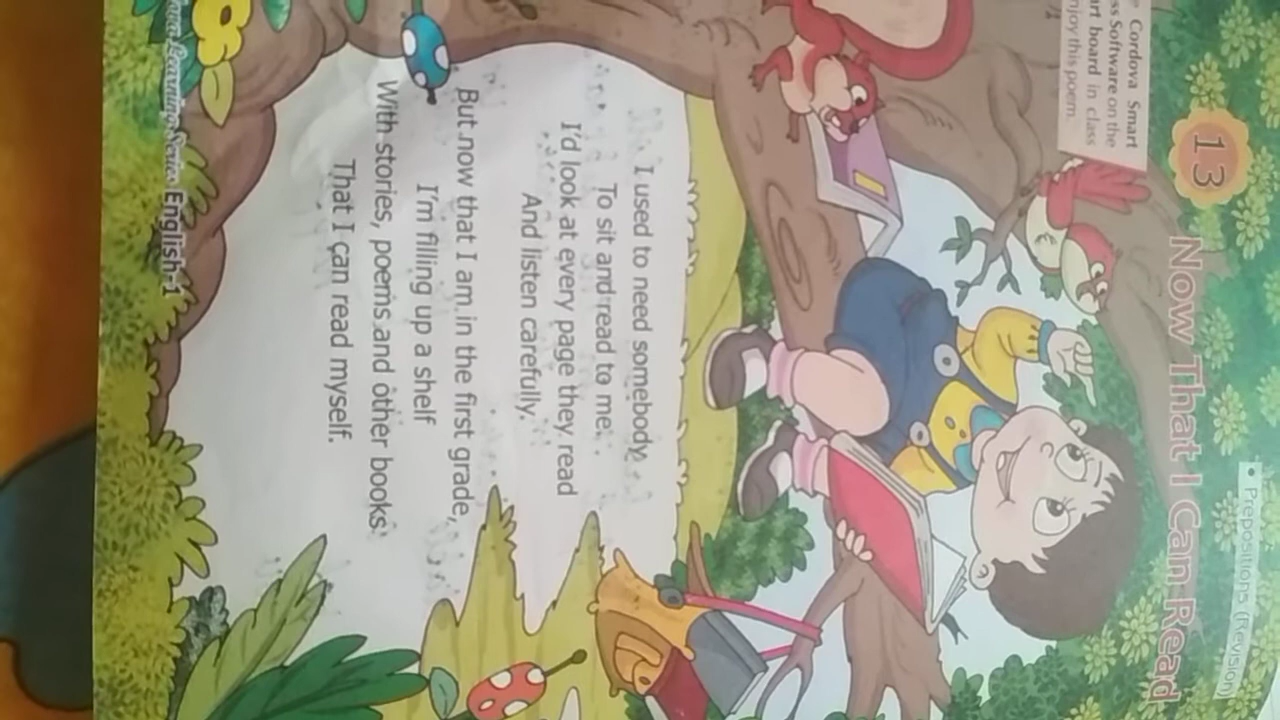 Cordova Smart
ss Software on the
art board in class
njoy this poem.
13
Now That I Can Read
• Prepositions (Revision)
I used to need somebody
To sit and read to me.
I'd look at every page they read
And listen carefully.
But now that I am in the first grade,
I'm filling up a shelf
With stories, poems and other books
That I can read myself.
Learning Series English-1